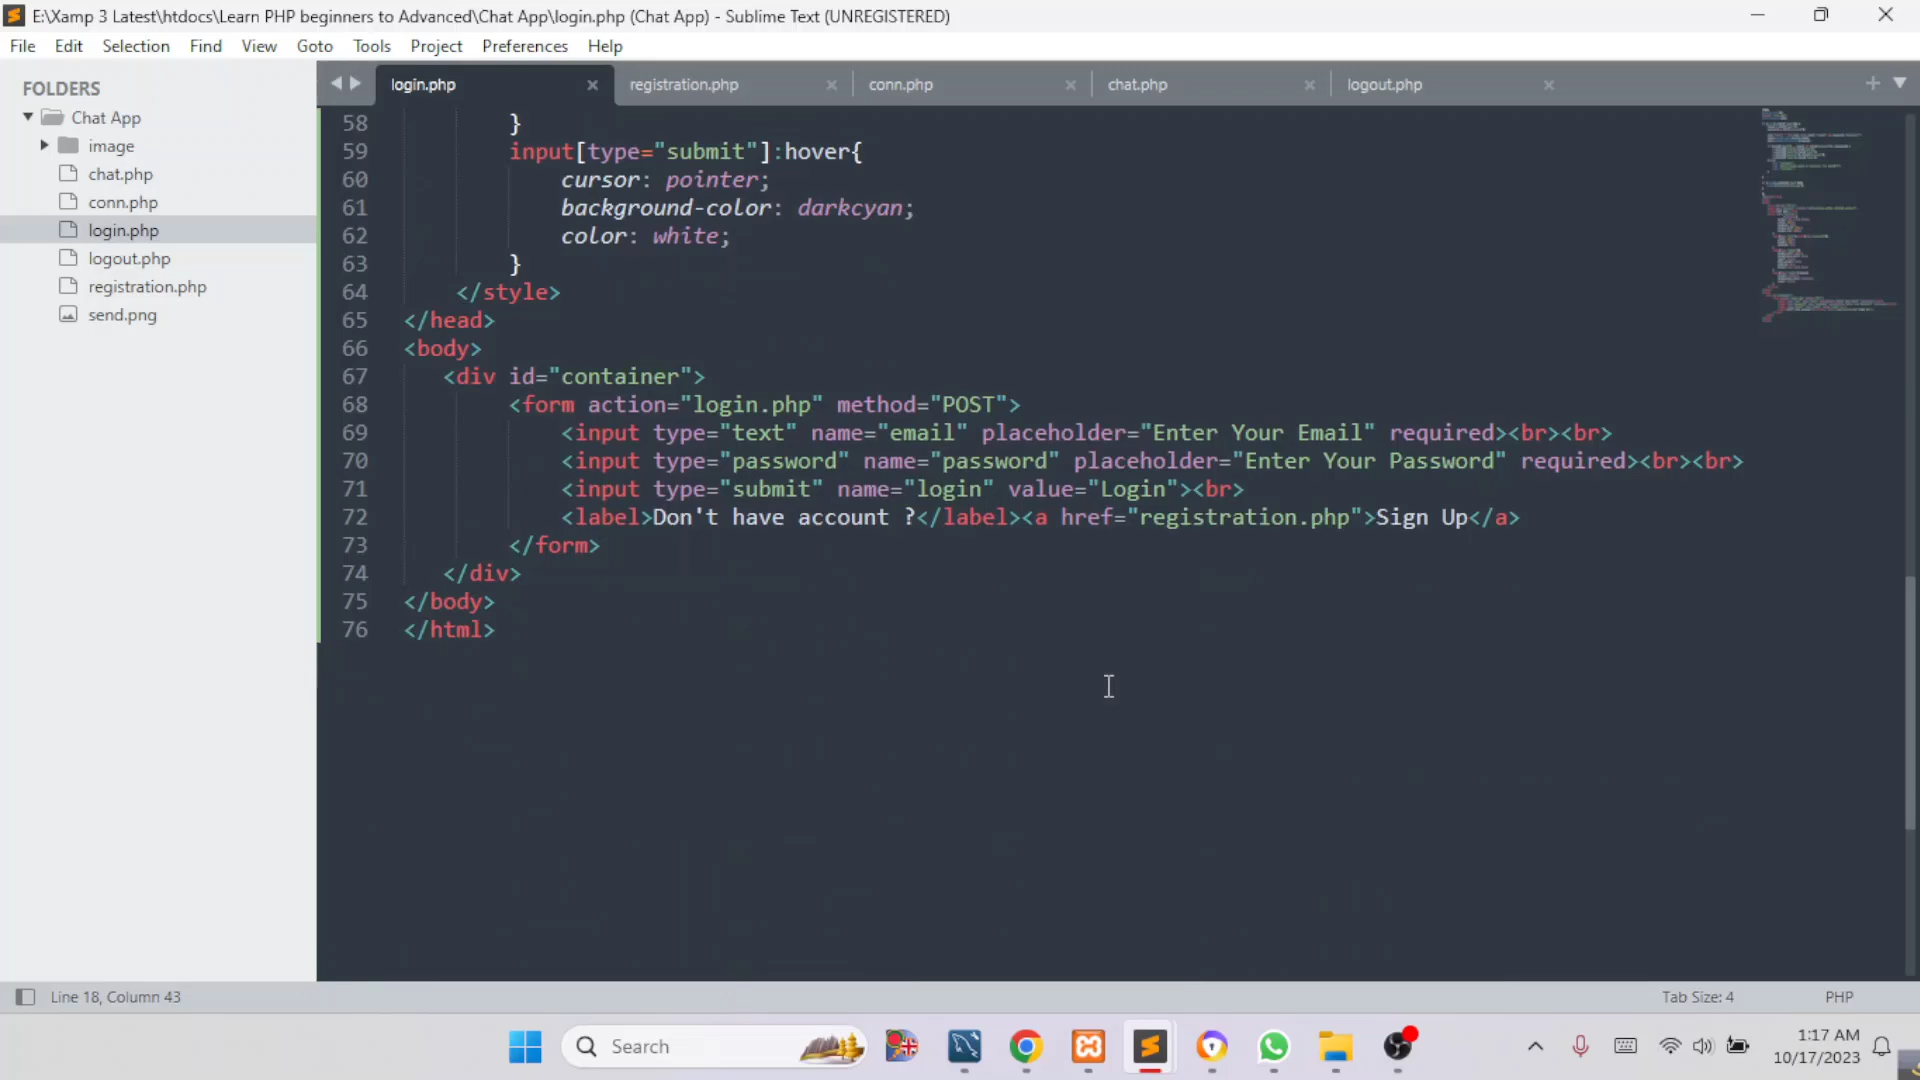 E:\Xamp 3 Latest\htdocs\Learn PHP beginners to Advanced\Chat App\login.php (Chat App) - Sublime Text (UNREGISTERED)
File Edit Selection Find View Goto Tools Project Preferences Help
FOLDERS
Chat App
image
chat.php
conn.php
login.php
logout.php
registration.php
send.png
login.php registration.php conn.php chat.php logout.php
58 }
59 input[type="submit"]:hover{
60 cursor: pointer;
61 background-color: darkcyan;
62 color: white;
63 }
64 </style>
65 </head>
66 <body>
67 <div id="container">
68 <form action="login.php" method="POST">
69 <input type="text" name="email" placeholder="Enter Your Email" required><br><br>
70 <input type="password" name="password" placeholder="Enter Your Password" required><br><br>
71 <input type="submit" name="login" value="Login"><br>
72 <label>Don't have account ?</label><a href="registration.php">Sign Up</a>
73 </form>
74 </div>
75 </body>
76 </html>
Line 18, Column 43 Tab Size: 4 PHP
Search
1:17 AM
10/17/2023